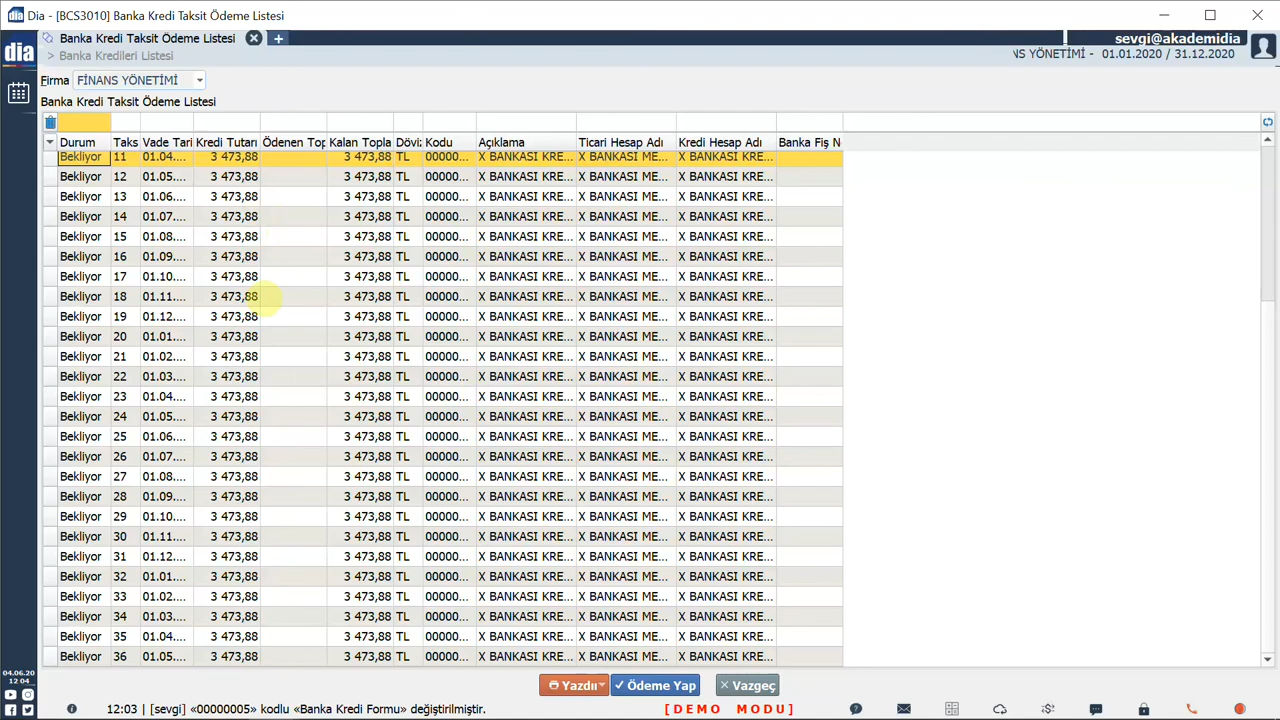 Dia - [BCS3010] Banka Kredi Taksit Ödeme Listesi
dia Banka Kredi Taksit Ödeme Listesi sevgi@akademidia
> Banka Kredileri Listesi NS YÖNETİMİ - 01.01.2020 / 31.12.2020
Firma FİNANS YÖNETİMİ
Banka Kredi Taksit Ödeme Listesi
Durum Taks Vade Tari Kredi Tutarı Ödenen Top Kalan Topla Döviz Kodu Açıklama Ticari Hesap Adı Kredi Hesap Adı Banka Fiş N
Bekliyor 11 01.04.... 3 473,88 3 473,88 TL 00000... X BANKASI KRE... X BANKASI ME... X BANKASI KRE...
Bekliyor 12 01.05.... 3 473,88 3 473,88 TL 00000... X BANKASI KRE... X BANKASI ME... X BANKASI KRE...
Bekliyor 13 01.06.... 3 473,88 3 473,88 TL 00000... X BANKASI KRE... X BANKASI ME... X BANKASI KRE...
Bekliyor 14 01.07.... 3 473,88 3 473,88 TL 00000... X BANKASI KRE... X BANKASI ME... X BANKASI KRE...
Bekliyor 15 01.08.... 3 473,88 3 473,88 TL 00000... X BANKASI KRE... X BANKASI ME... X BANKASI KRE...
Bekliyor 16 01.09.... 3 473,88 3 473,88 TL 00000... X BANKASI KRE... X BANKASI ME... X BANKASI KRE...
Bekliyor 17 01.10.... 3 473,88 3 473,88 TL 00000... X BANKASI KRE... X BANKASI ME... X BANKASI KRE...
Bekliyor 18 01.11.... 3 473,88 3 473,88 TL 00000... X BANKASI KRE... X BANKASI ME... X BANKASI KRE...
Bekliyor 19 01.12.... 3 473,88 3 473,88 TL 00000... X BANKASI KRE... X BANKASI ME... X BANKASI KRE...
Bekliyor 20 01.01.... 3 473,88 3 473,88 TL 00000... X BANKASI KRE... X BANKASI ME... X BANKASI KRE...
Bekliyor 21 01.02.... 3 473,88 3 473,88 TL 00000... X BANKASI KRE... X BANKASI ME... X BANKASI KRE...
Bekliyor 22 01.03.... 3 473,88 3 473,88 TL 00000... X BANKASI KRE... X BANKASI ME... X BANKASI KRE...
Bekliyor 23 01.04.... 3 473,88 3 473,88 TL 00000... X BANKASI KRE... X BANKASI ME... X BANKASI KRE...
Bekliyor 24 01.05.... 3 473,88 3 473,88 TL 00000... X BANKASI KRE... X BANKASI ME... X BANKASI KRE...
Bekliyor 25 01.06.... 3 473,88 3 473,88 TL 00000... X BANKASI KRE... X BANKASI ME... X BANKASI KRE...
Bekliyor 26 01.07.... 3 473,88 3 473,88 TL 00000... X BANKASI KRE... X BANKASI ME... X BANKASI KRE...
Bekliyor 27 01.08.... 3 473,88 3 473,88 TL 00000... X BANKASI KRE... X BANKASI ME... X BANKASI KRE...
Bekliyor 28 01.09.... 3 473,88 3 473,88 TL 00000... X BANKASI KRE... X BANKASI ME... X BANKASI KRE...
Bekliyor 29 01.10.... 3 473,88 3 473,88 TL 00000... X BANKASI KRE... X BANKASI ME... X BANKASI KRE...
Bekliyor 30 01.11.... 3 473,88 3 473,88 TL 00000... X BANKASI KRE... X BANKASI ME... X BANKASI KRE...
Bekliyor 31 01.12.... 3 473,88 3 473,88 TL 00000... X BANKASI KRE... X BANKASI ME... X BANKASI KRE...
Bekliyor 32 01.01.... 3 473,88 3 473,88 TL 00000... X BANKASI KRE... X BANKASI ME... X BANKASI KRE...
Bekliyor 33 01.02.... 3 473,88 3 473,88 TL 00000... X BANKASI KRE... X BANKASI ME... X BANKASI KRE...
Bekliyor 34 01.03.... 3 473,88 3 473,88 TL 00000... X BANKASI KRE... X BANKASI ME... X BANKASI KRE...
Bekliyor 35 01.04.... 3 473,88 3 473,88 TL 00000... X BANKASI KRE... X BANKASI ME... X BANKASI KRE...
Bekliyor 36 01.05.... 3 473,88 3 473,88 TL 00000... X BANKASI KRE... X BANKASI ME... X BANKASI KRE...
04.06.20
12 04
Yazdır Ödeme Yap Vazgeç
12:03 | [sevgi] «00000005» kodlu «Banka Kredi Formu» değiştirilmiştir. [DEMO MODU]